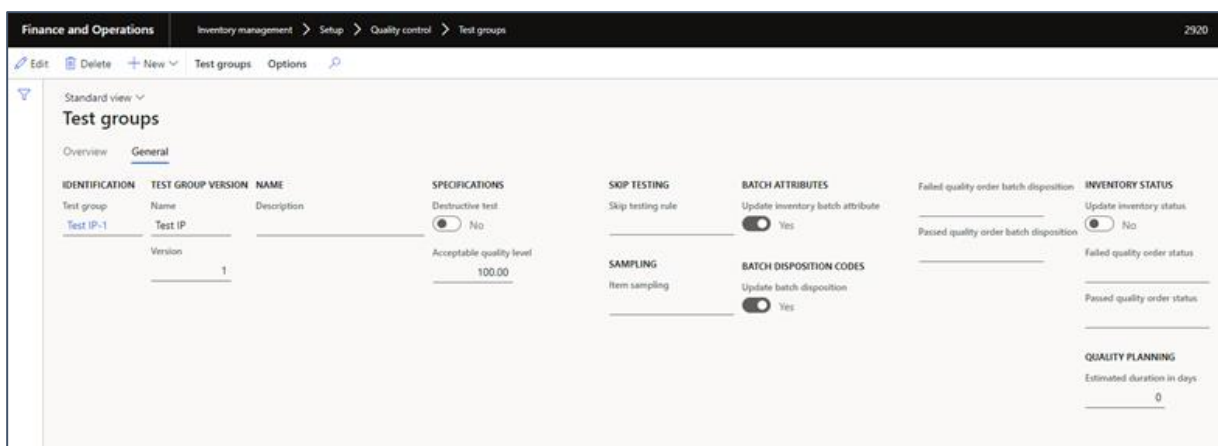 Finance and Operations Inventory management > Setup > Quality control > Test groups 2920
Edit Delete + New Test groups Options
Standard view
Test groups
Overview General
IDENTIFICATION
Test group
Test IP-1
TEST GROUP VERSION
Name
Test IP
Version
1
NAME
Description
SPECIFICATIONS
Destructive test
No
Acceptable quality level
100.00
SKIP TESTING
Skip testing rule
SAMPLING
Item sampling
BATCH ATTRIBUTES
Update inventory batch attribute
Yes
BATCH DISPOSITION CODES
Update batch disposition
Yes
Failed quality order batch disposition
Passed quality order batch disposition
INVENTORY STATUS
Update inventory status
No
Failed quality order status
Passed quality order status
QUALITY PLANNING
Estimated duration in days
0